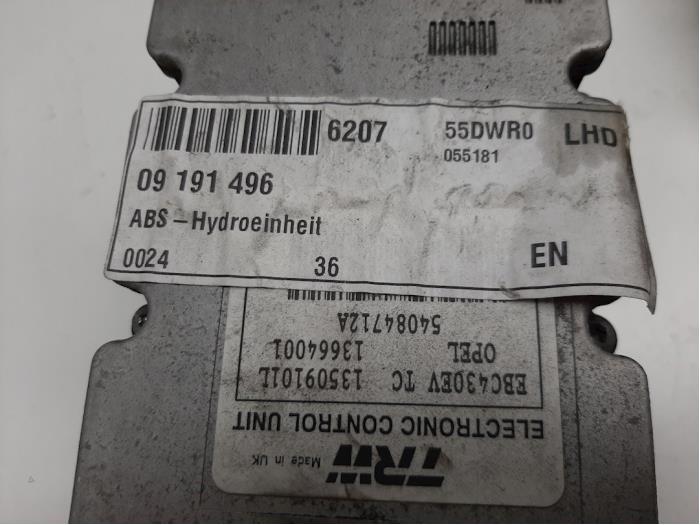 6207 55DWR0 LHD
055181
09 191 496
ABS-Hydroeinheit
0024 36 EN
TRW Made in UK
ELECTRONIC CONTROL UNIT
EBC430EV TC 13509101L
OPEL 13664001
54084712A